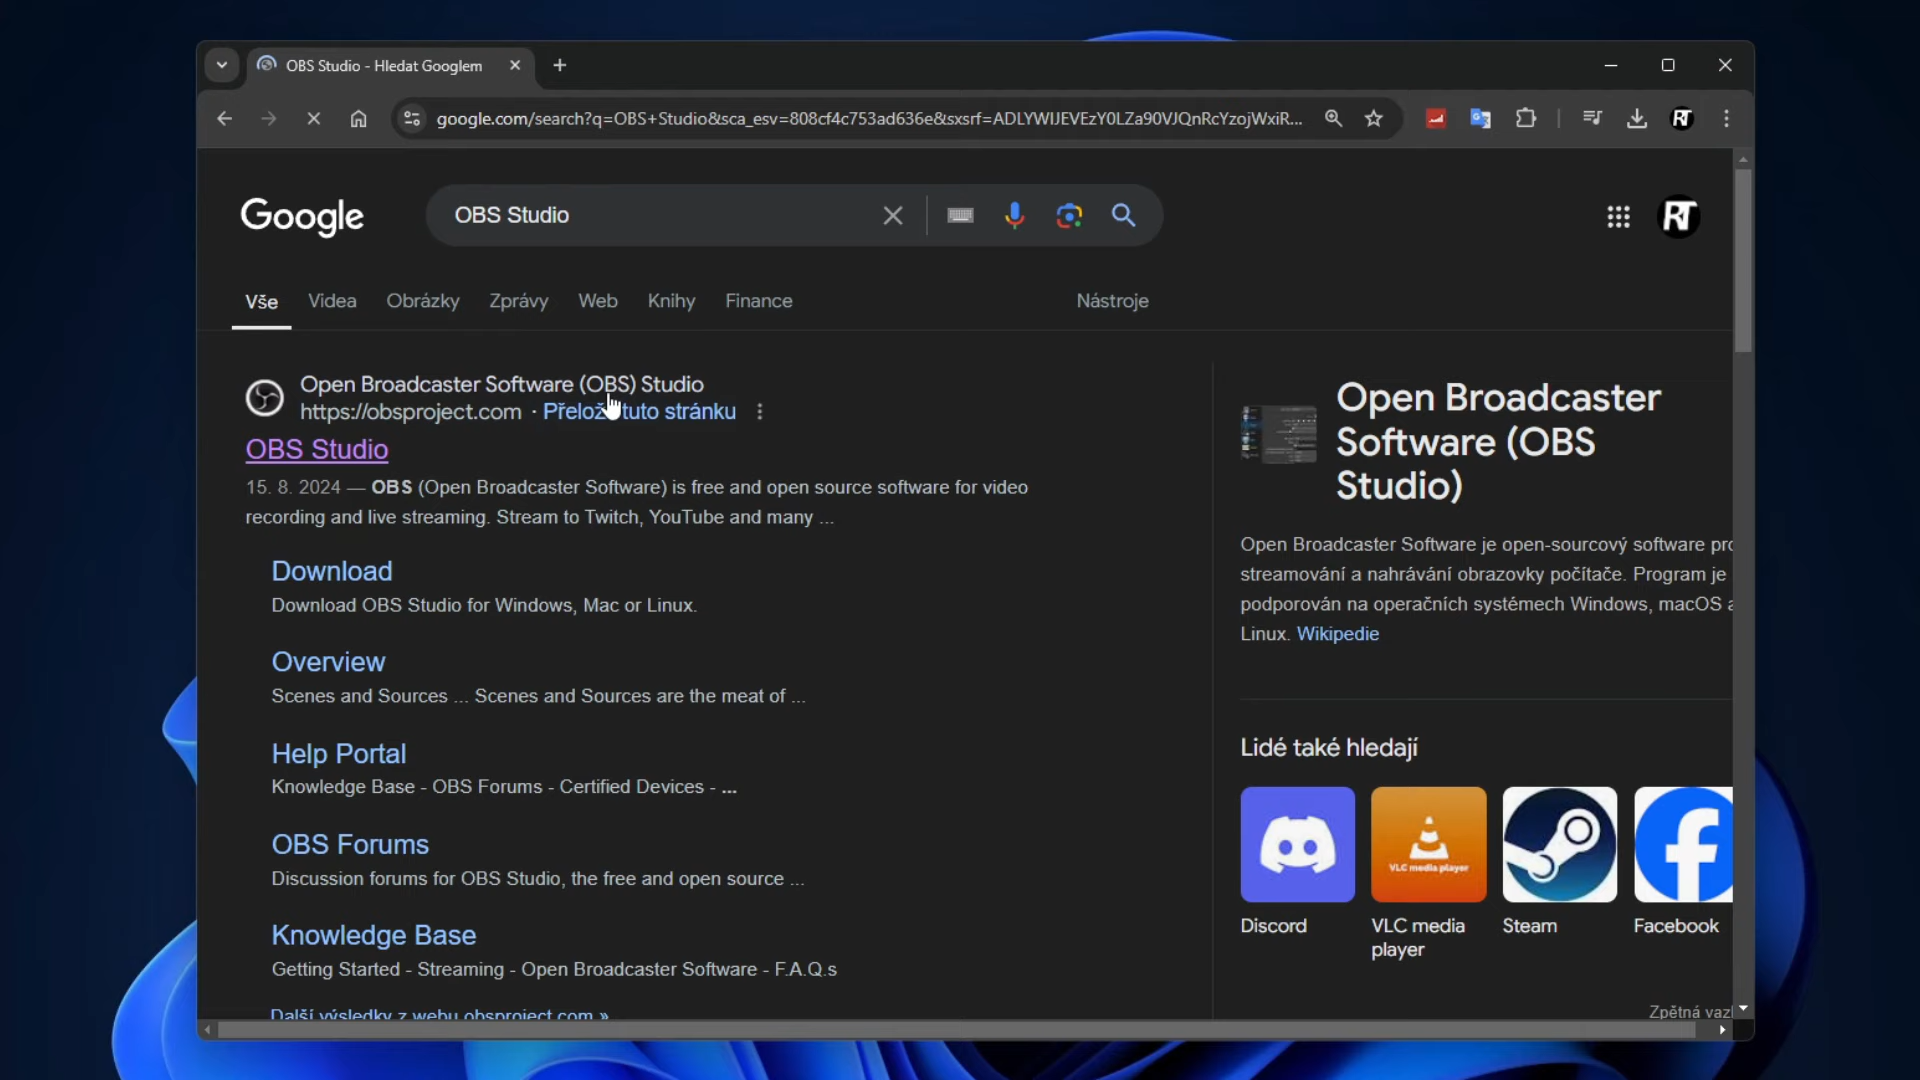 OBS Studio - Hledat Googlem
google.com/search?q=OBS+Studio&sca_esv=808cf4c753ad636e&sxsrf=ADLYWIJEVEzY0LZa90VJQnRcYzojWxiR...
RT
Google
OBS Studio
RT
Vše
Videa
Obrázky
Zprávy
Web
Knihy
Finance
Nástroje
Open Broadcaster Software (OBS) Studio
https://obsproject.com · Přelož tuto stránku
OBS Studio
15. 8. 2024 — OBS (Open Broadcaster Software) is free and open source software for video
recording and live streaming. Stream to Twitch, YouTube and many ...
Download
Download OBS Studio for Windows, Mac or Linux.
Overview
Scenes and Sources ... Scenes and Sources are the meat of ...
Help Portal
Knowledge Base - OBS Forums - Certified Devices - ...
OBS Forums
Discussion forums for OBS Studio, the free and open source ...
Knowledge Base
Getting Started - Streaming - Open Broadcaster Software - F.A.Q.s
Další výsledky z webu obsproject.com »
Open Broadcaster
Software (OBS
Studio)
Open Broadcaster Software je open-sourcový software pro
streamování a nahrávání obrazovky počítače. Program je
podporován na operačních systémech Windows, macOS a
Linux. Wikipedie
Lidé také hledají
VLC media player
Discord
VLC media
player
Steam
Facebook
Zpětná vaz